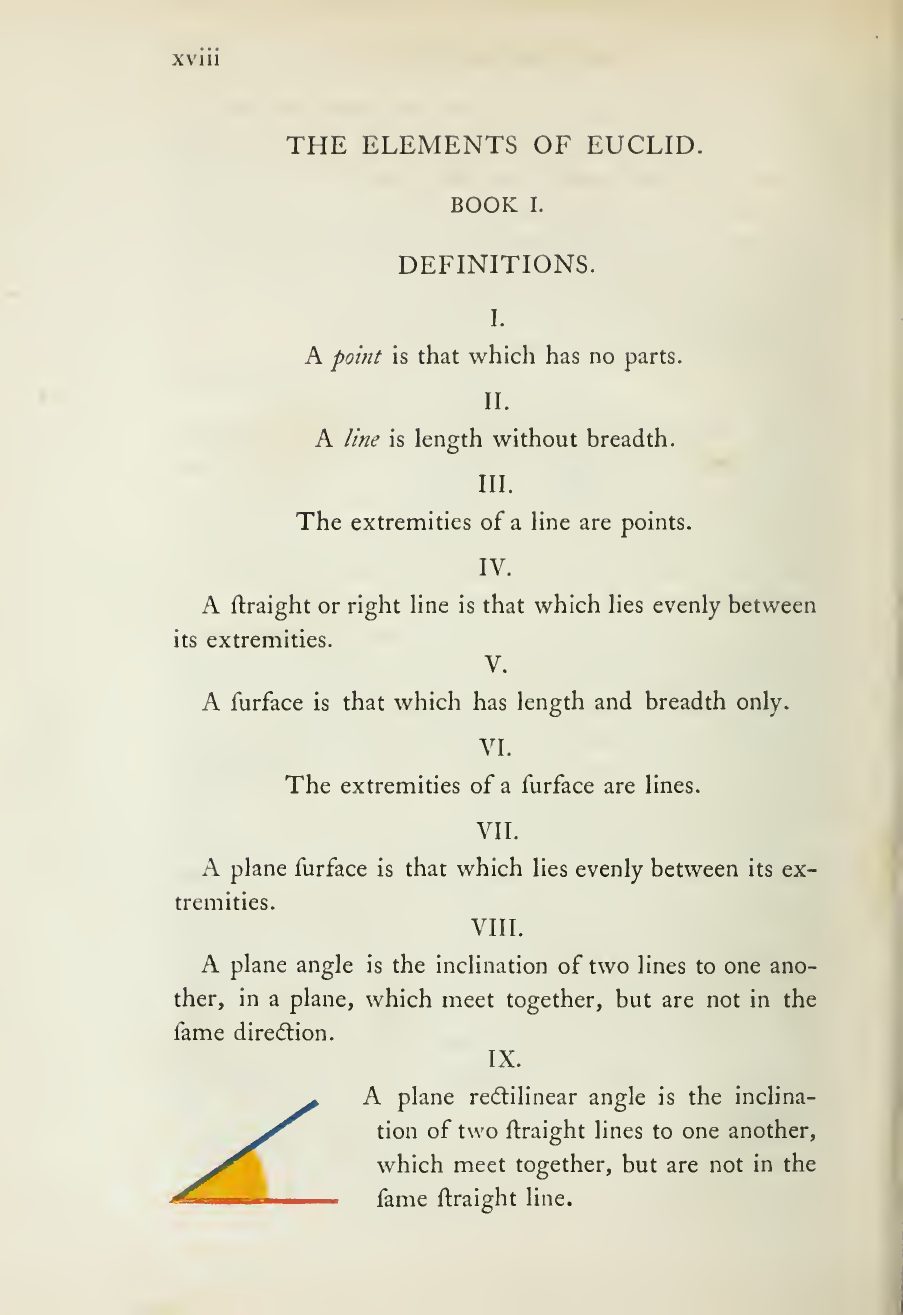 xviii
THE ELEMENTS OF EUCLID.
BOOK I.
DEFINITIONS.
I.
A point is that which has no parts.
II.
A line is length without breadth.
III.
The extremities of a line are points.
IV.
A ſtraight or right line is that which lies evenly between
its extremities.
V.
A ſurface is that which has length and breadth only.
VI.
The extremities of a ſurface are lines.
VII.
A plane ſurface is that which lies evenly between its ex-
tremities.
VIII.
A plane angle is the inclination of two lines to one ano-
ther, in a plane, which meet together, but are not in the
ſame direction.
IX.
A plane rectilinear angle is the inclina-
tion of two ſtraight lines to one another,
which meet together, but are not in the
ſame ſtraight line.